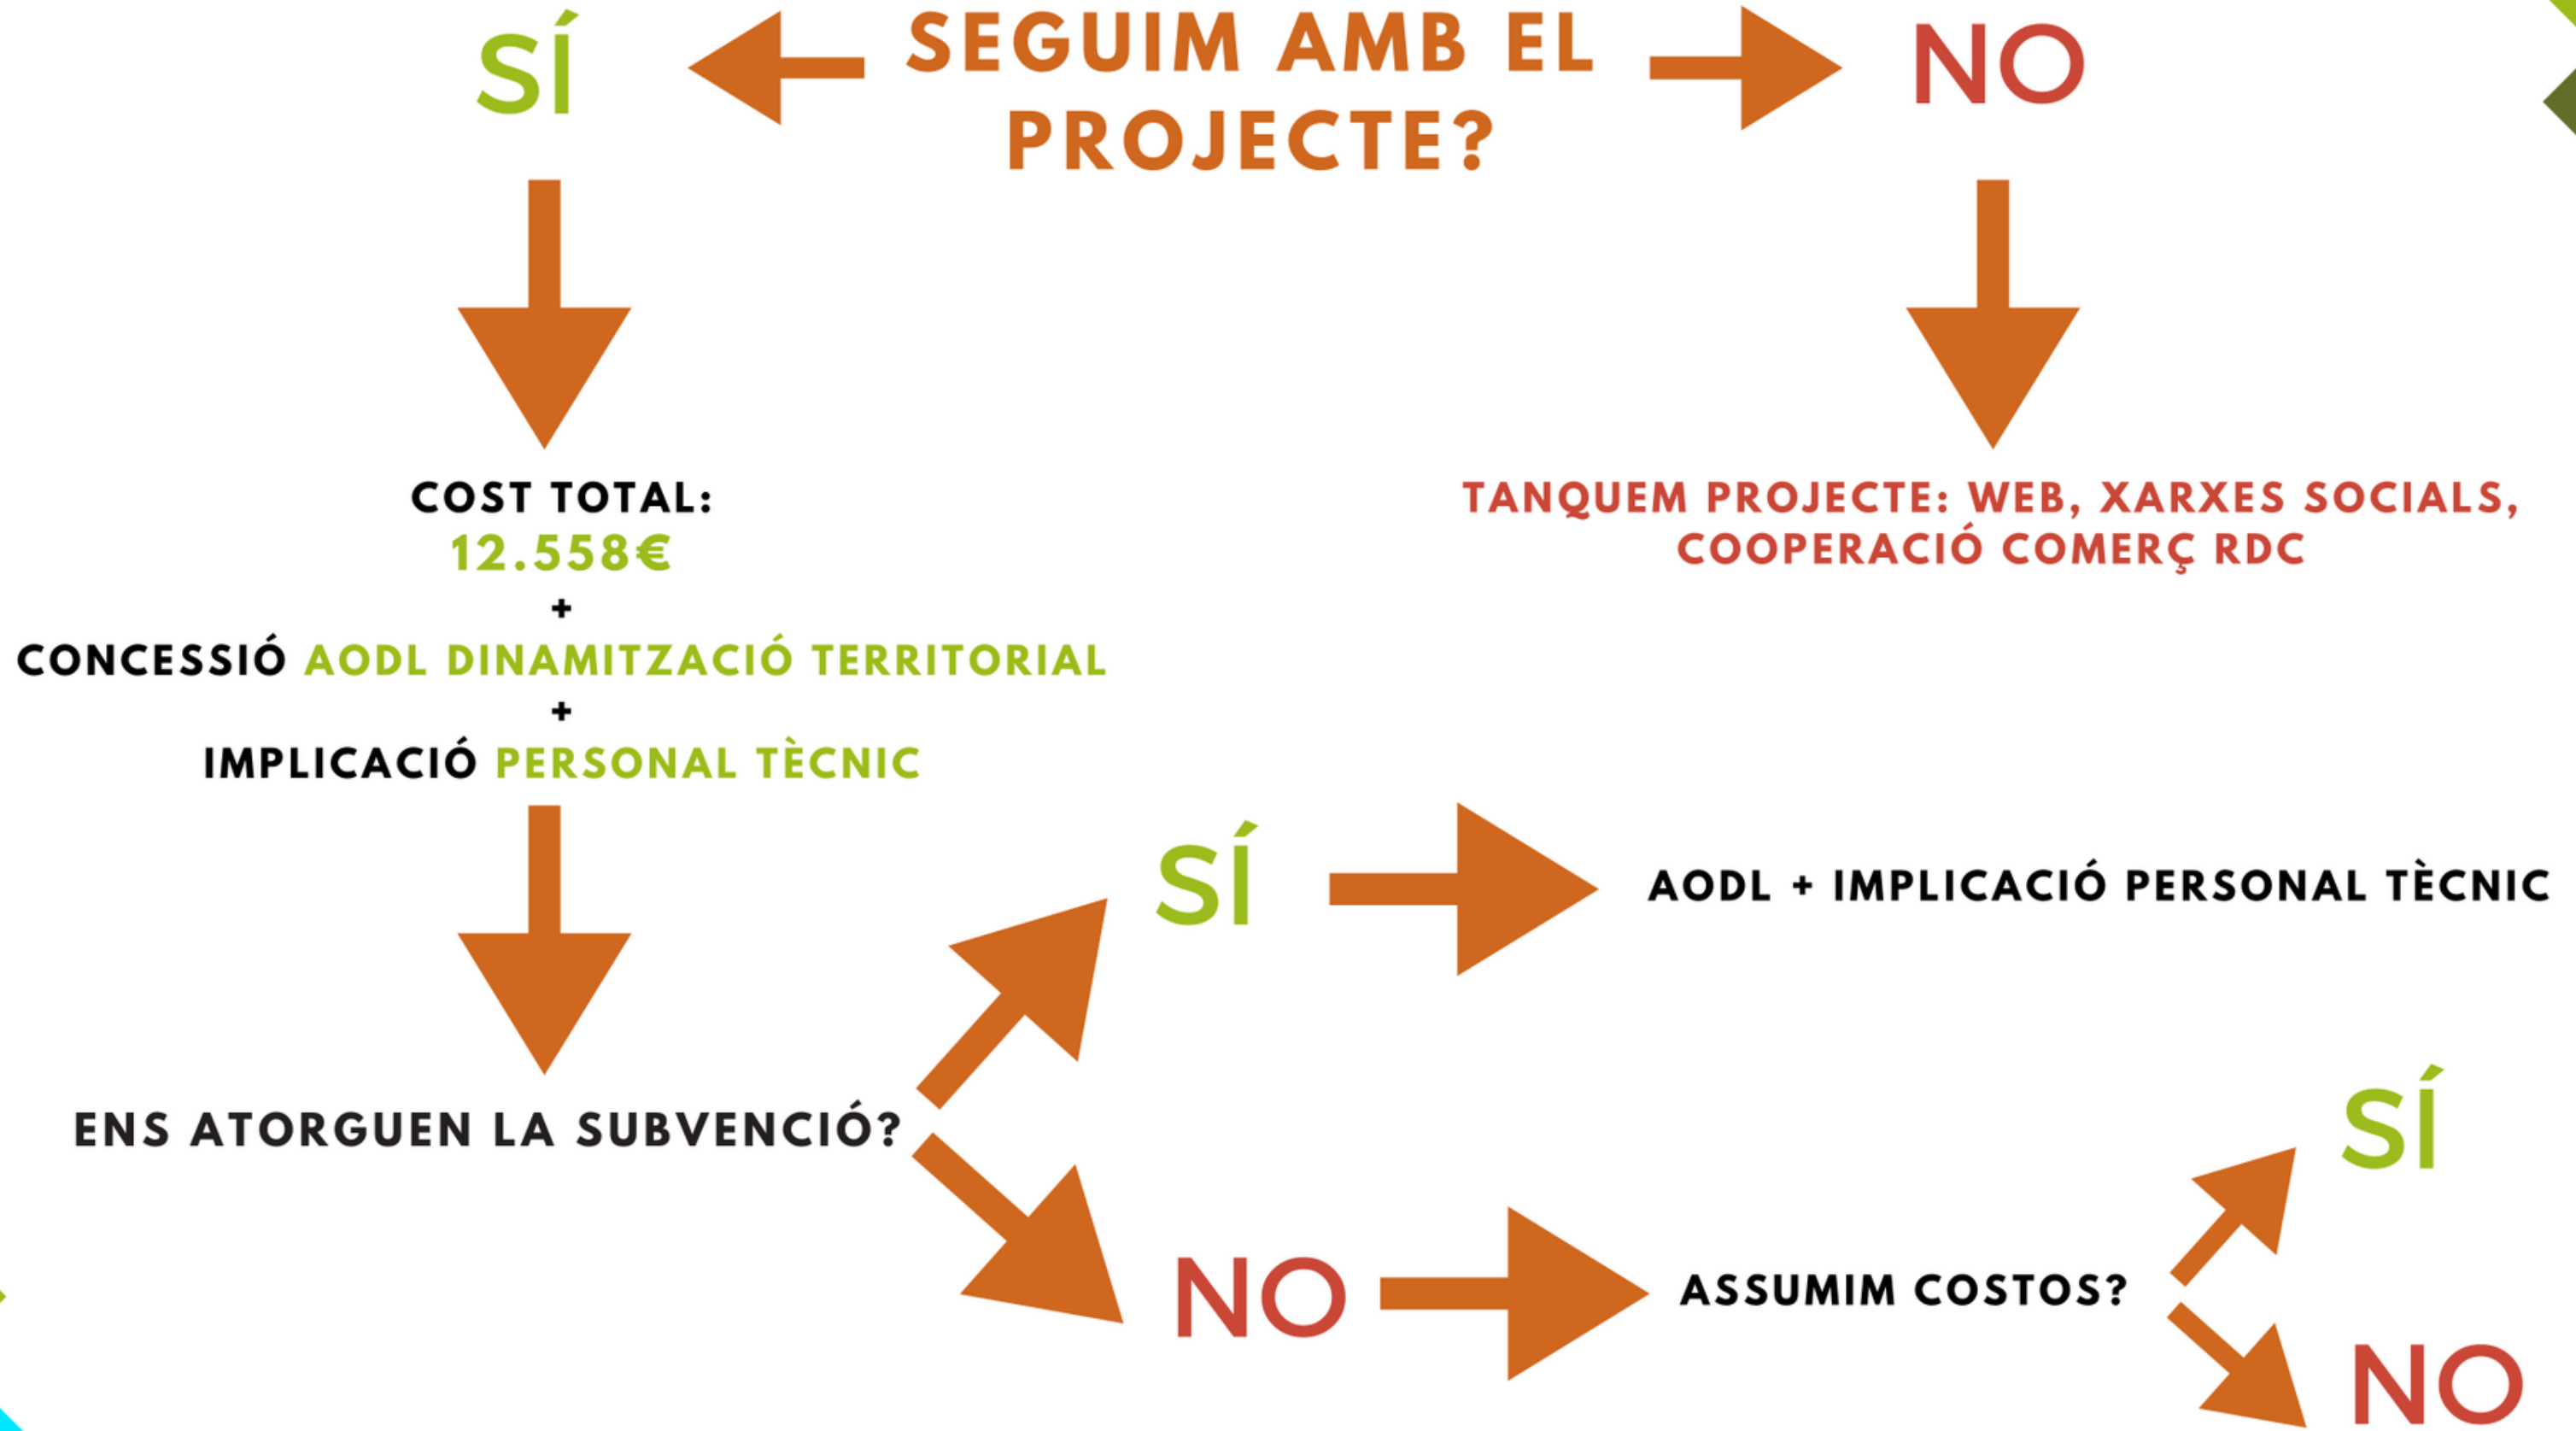 SÍ
SEGUIM AMB EL
PROJECTE?
NO
COST TOTAL:
12.558€
+
CONCESSIÓ AODL DINAMITZACIÓ TERRITORIAL
+
IMPLICACIÓ PERSONAL TÈCNIC
TANQUEM PROJECTE: WEB, XARXES SOCIALS,
COOPERACIÓ COMERÇ RDC
ENS ATORGUEN LA SUBVENCIÓ?
SÍ
AODL + IMPLICACIÓ PERSONAL TÈCNIC
NO
ASSUMIM COSTOS?
SÍ
NO